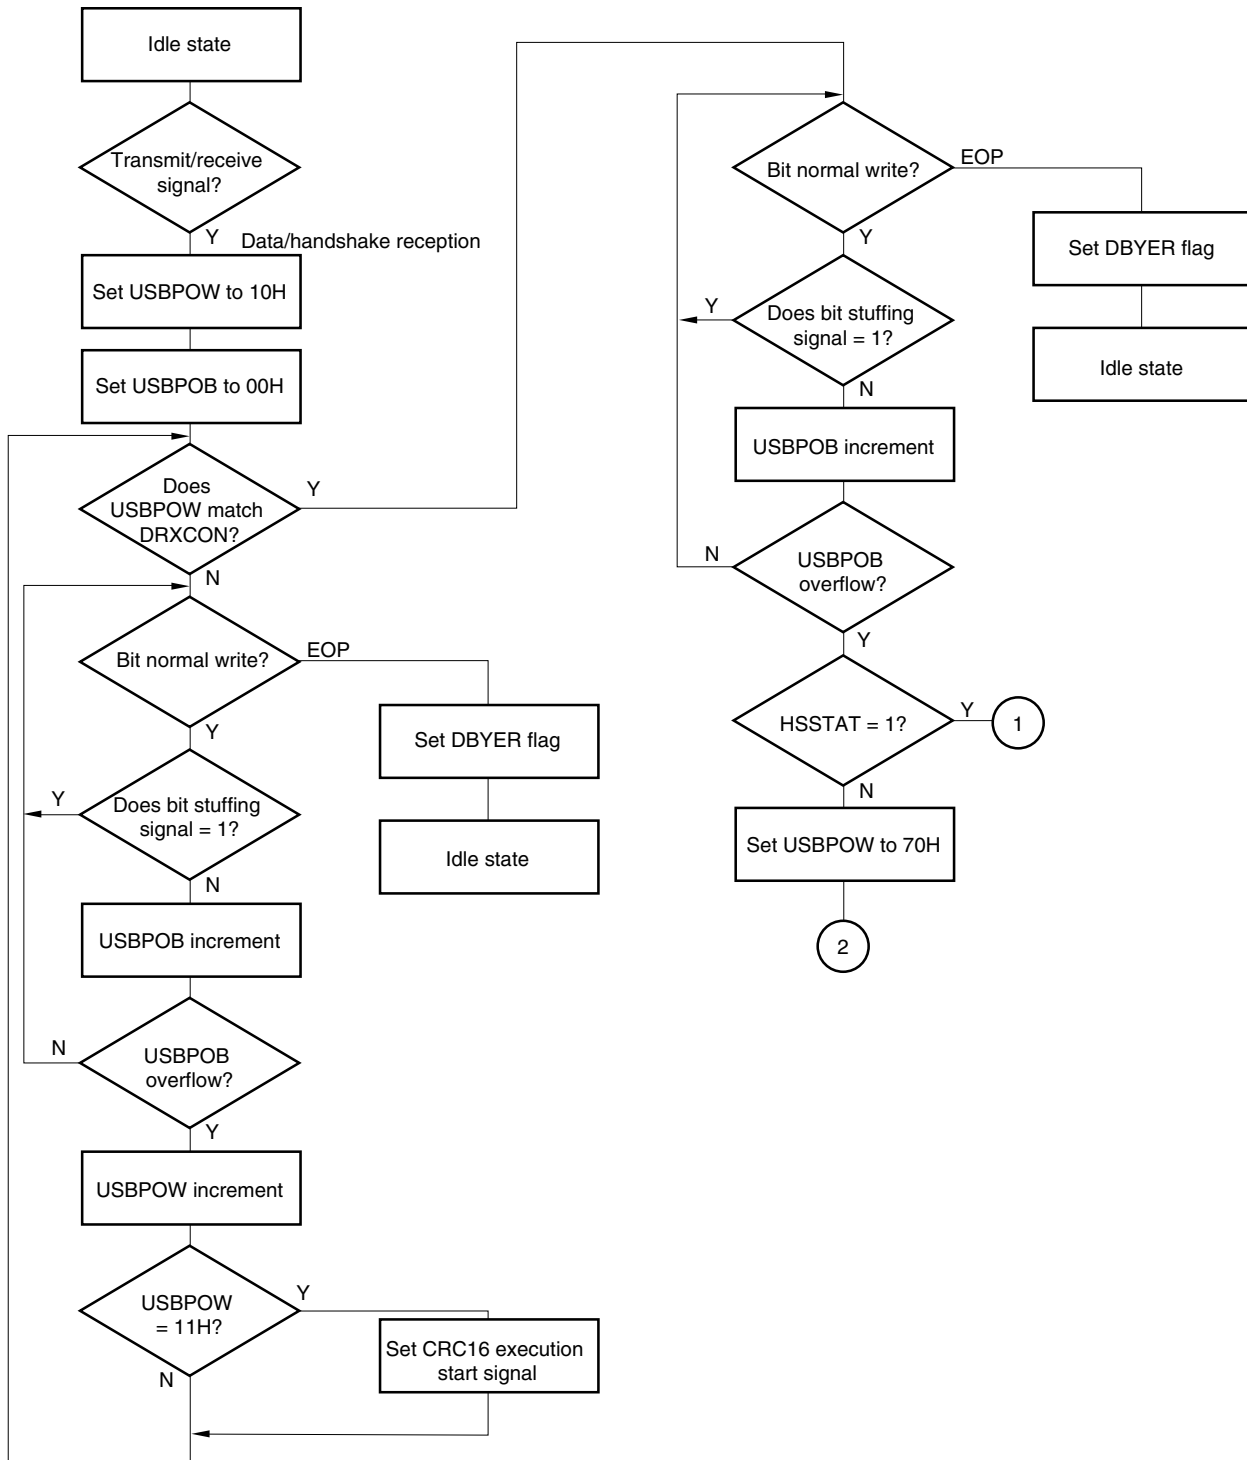 Idle state
Transmit/receive
signal?
Y
Data/handshake reception
Set USBPOW to 10H
Set USBPOB to 00H
Does
USBPOW match
DRXCON?
Y
N
Bit normal write?
EOP
Y
Set DBYER flag
Idle state
Does bit stuffing
signal = 1?
Y
N
USBPOB increment
USBPOB
overflow?
N
Y
USBPOW increment
USBPOW
= 11H?
Y
N
Set CRC16 execution
start signal
Bit normal write?
EOP
Y
Set DBYER flag
Idle state
Does bit stuffing
signal = 1?
Y
N
USBPOB increment
USBPOB
overflow?
N
Y
HSSTAT = 1?
Y
1
N
Set USBPOW to 70H
2